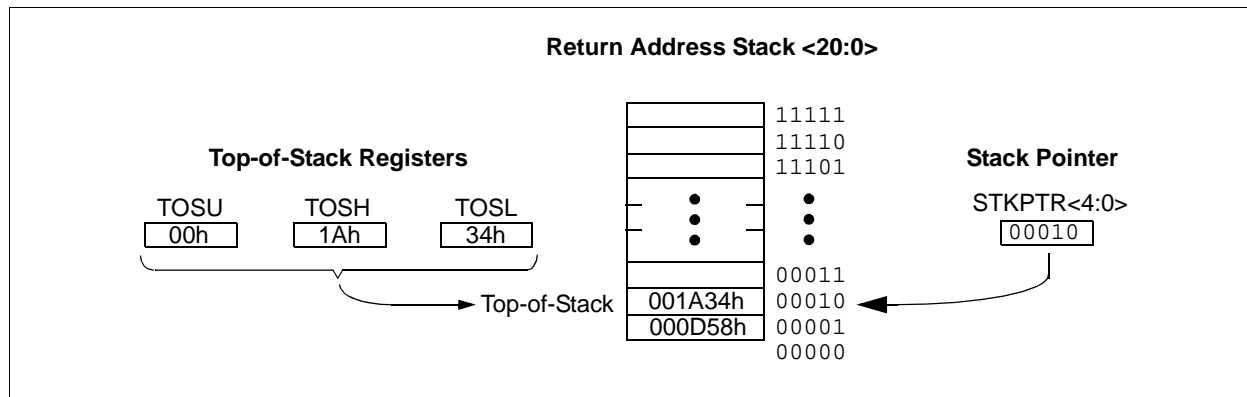 Return Address Stack <20:0>
11111
11110
11101
Top-of-Stack Registers
Stack Pointer
TOSU TOSH TOSL
00h 1Ah 34h
STKPTR<4:0>
00010
00011
Top-of-Stack 001A34h 00010
000D58h 00001
00000